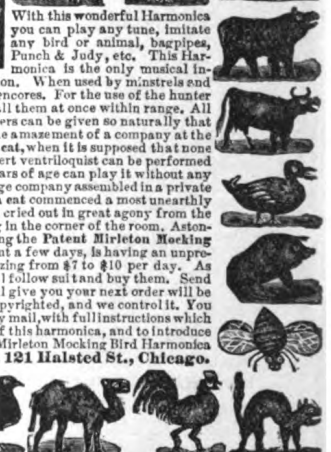 With this wonderful Harmonica
you can play any tune, imitate
any bird or animal, bagpipes,
Punch & Judy, etc. This Har-
monica is the only musical in-
on. When used by minstrels and
encores. For the use of the hunter
all them at once within range. All
ers can be given so naturally that
e amazement of a company at the
cat, when it is supposed that none
ert ventriloquist can be performed
ears of age can play it without any
ge company assembled in a private
a cat commenced a most unearthly
cried out in great agony from the
g in the corner of the room. Aston-
ng the Patent Mirleton Mocking
ut a few days, is having an unpre-
zing from $7 to $10 per day. As
l follow suit and buy them. Send
l give you your next order will be
pyrighted, and we control it. You
y mail, with full instructions which
f this harmonica, and to introduce
Mirleton Mocking Bird Harmonica
121 Halsted St., Chicago.